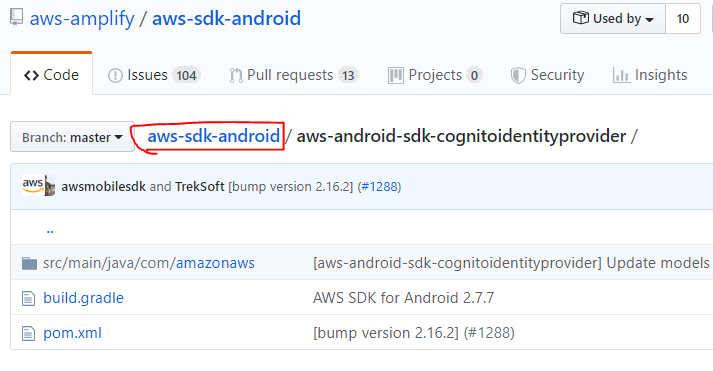 aws-amplify / aws-sdk-android
Used by 10
Code Issues 104 Pull requests 13 Projects 0 Security Insights
Branch: master aws-sdk-android / aws-android-sdk-cognitoidentityprovider /
aws awsmobilesdk and TrekSoft [bump version 2.16.2] (#1288)
..
src/main/java/com/amazonaws [aws-android-sdk-cognitoidentityprovider] Update models
build.gradle AWS SDK for Android 2.7.7
pom.xml [bump version 2.16.2] (#1288)